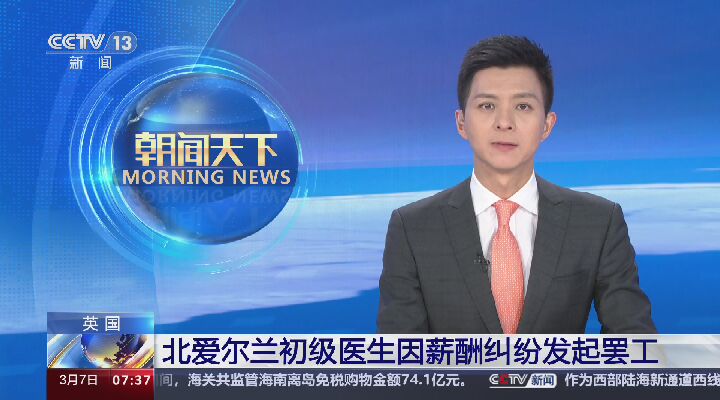 CCTV 13
新闻
朝闻天下
MORNING NEWS
英国
北爱尔兰初级医生因薪酬纠纷发起罢工
3月7日 07:37 间，海关共监管海南离岛免税购物金额74.1亿元。 CCTV 新闻 作为西部陆海新通道西线